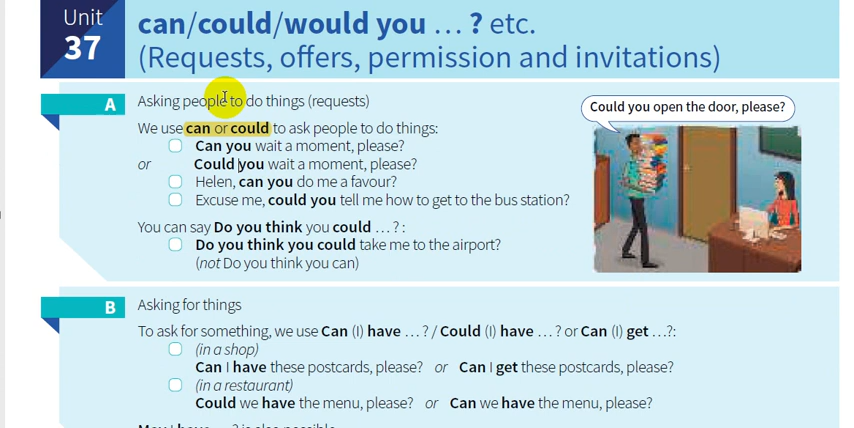 Unit
37
can/could/would you … ? etc.
(Requests, offers, permission and invitations)
A
Asking people to do things (requests)
We use can or could to ask people to do things:
Can you wait a moment, please?
or Could you wait a moment, please?
Helen, can you do me a favour?
Excuse me, could you tell me how to get to the bus station?
You can say Do you think you could … ? :
Do you think you could take me to the airport?
(not Do you think you can)
Could you open the door, please?
B
Asking for things
To ask for something, we use Can (I) have … ? / Could (I) have … ? or Can (I) get …?:
(in a shop)
Can I have these postcards, please? or Can I get these postcards, please?
(in a restaurant)
Could we have the menu, please? or Can we have the menu, please?
May I have … ? is also possible